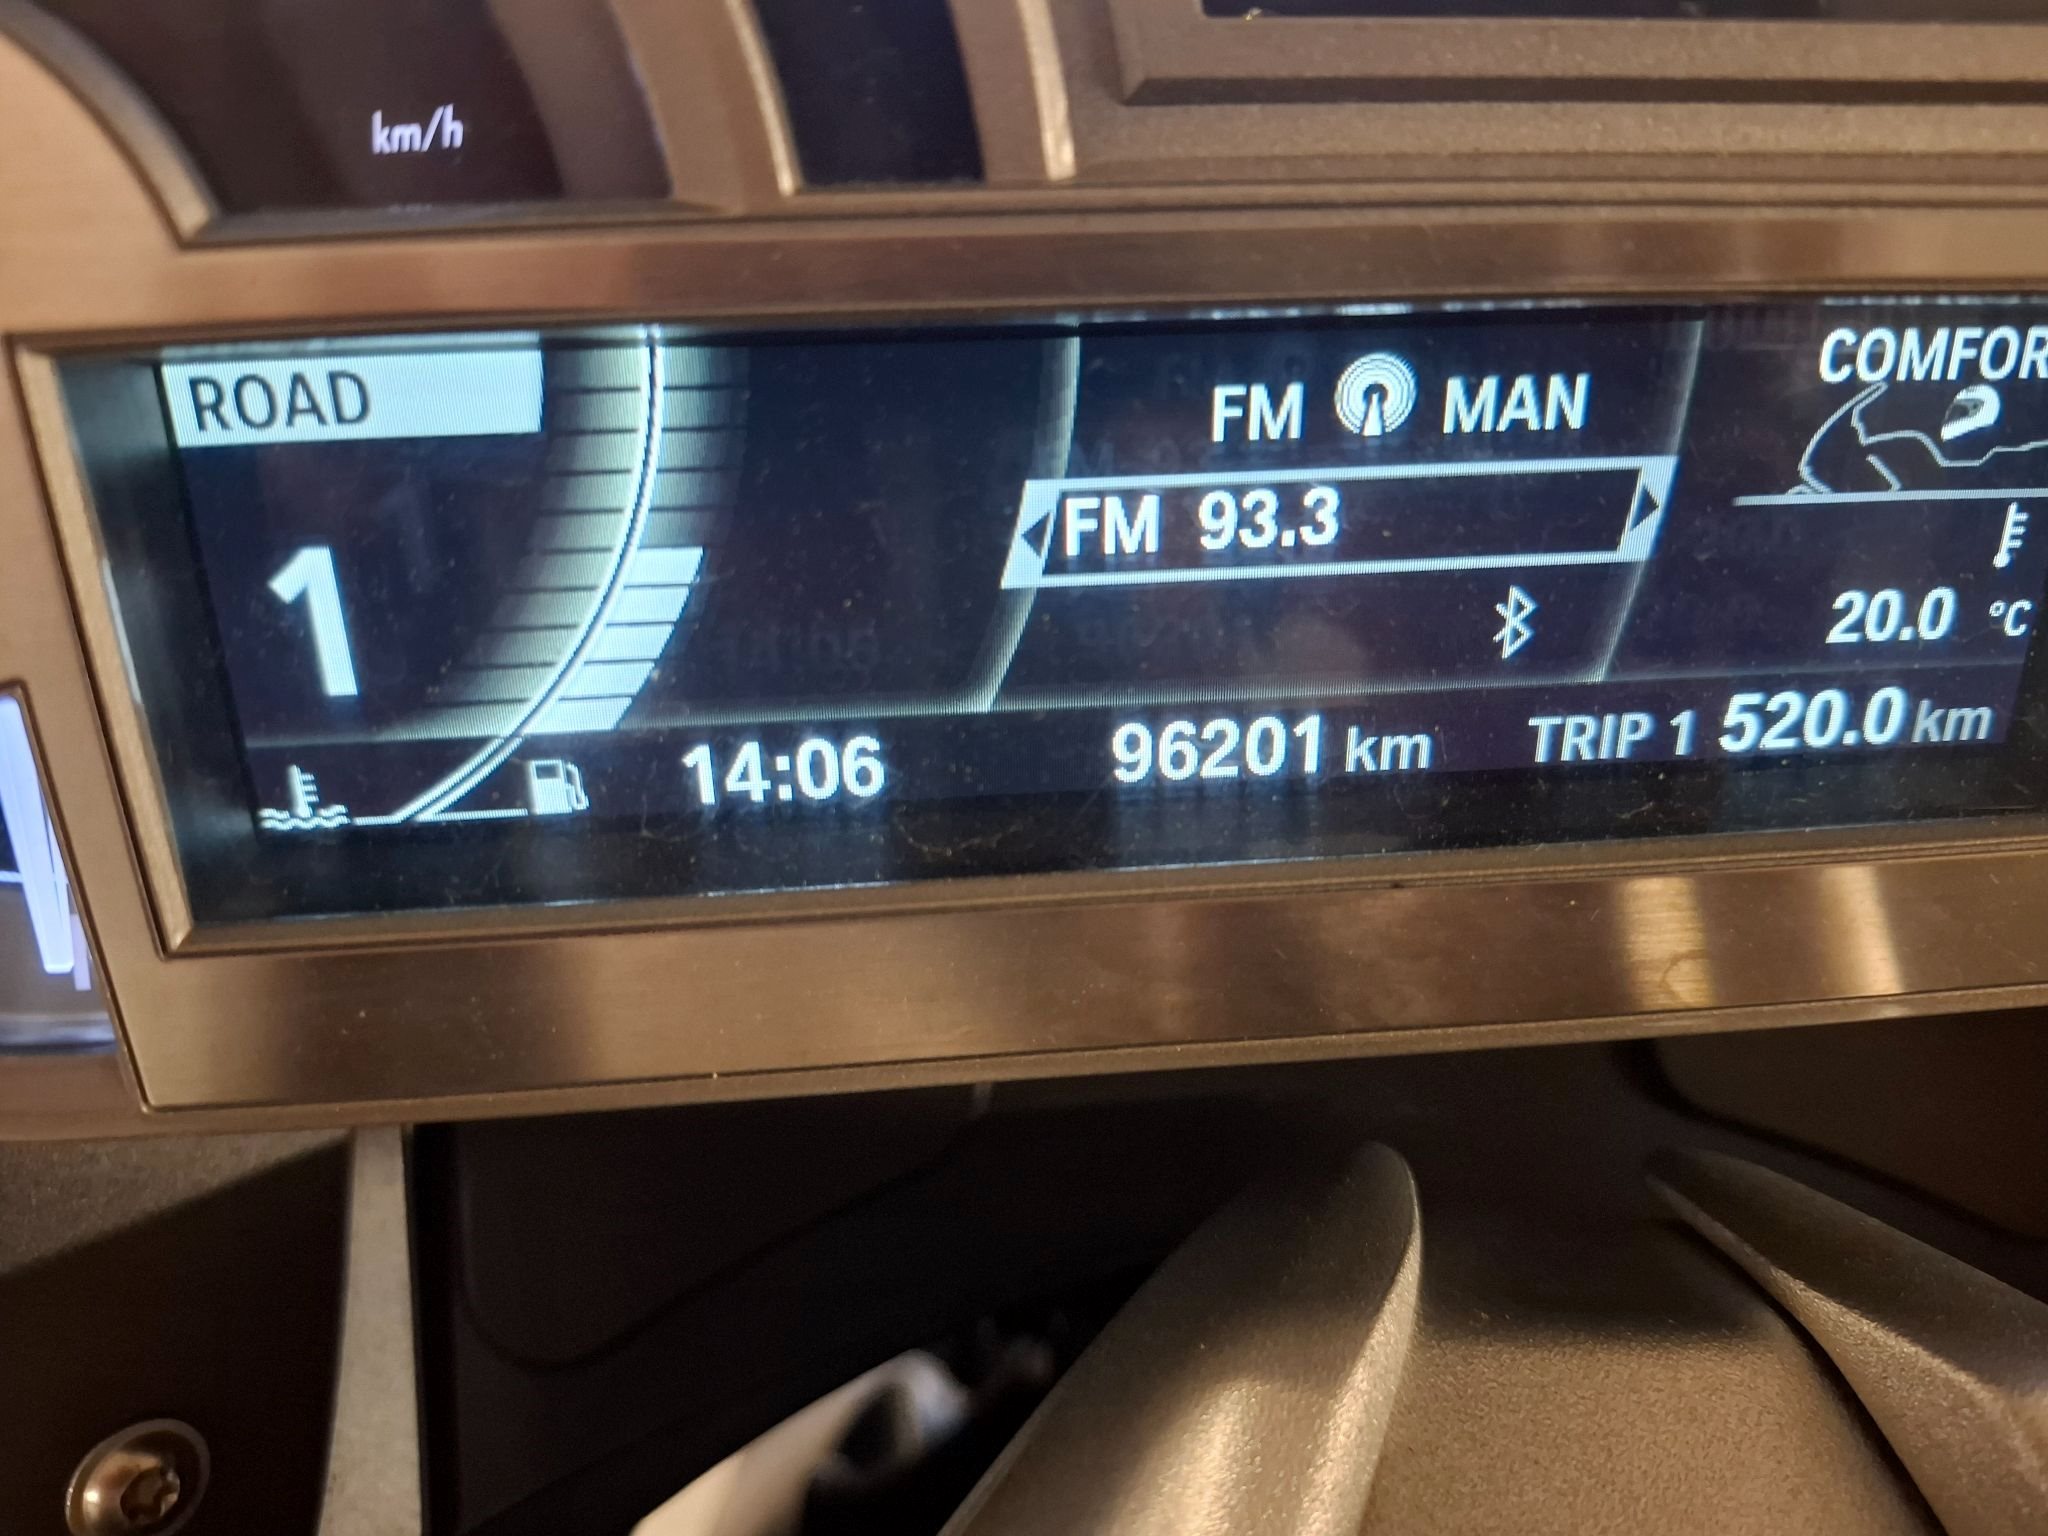 km/h
ROAD
FM MAN
COMFOR
FM 93.3
1
20.0 °C
14:06 96201 km TRIP 1 520.0 km